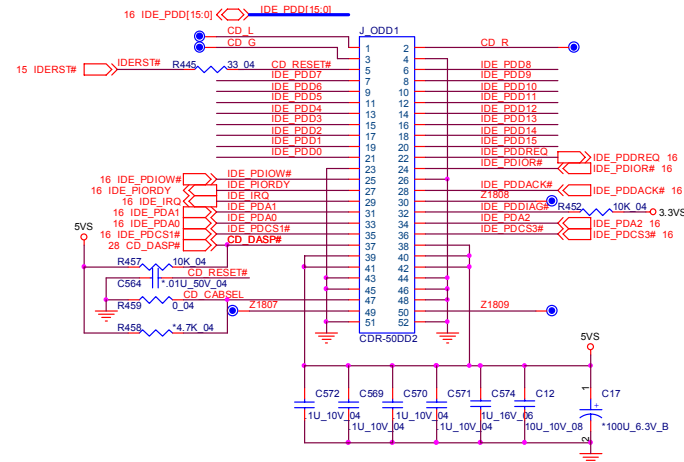 16 IDE_PDD[15:0] IDE_PDD[15:0]
J_ODD1
CD_L 1 2 CD_R
CD_G 3 4
15 IDERST# IDERST# R445 33_04 CD_RESET# 5 6 IDE_PDD8
IDE_PDD7 7 8 IDE_PDD9
IDE_PDD6 9 10 IDE_PDD10
IDE_PDD5 11 12 IDE_PDD11
IDE_PDD4 13 14 IDE_PDD12
IDE_PDD3 15 16 IDE_PDD13
IDE_PDD2 17 18 IDE_PDD14
IDE_PDD1 19 20 IDE_PDD15
IDE_PDD0 21 22 IDE_PDDREQ IDE_PDDREQ 16
23 24 IDE_PDIOR# IDE_PDIOR# 16
16 IDE_PDIOW# IDE_PDIOW# 25 26
16 IDE_PIORDY IDE_PIORDY 27 28 IDE_PDDACK# IDE_PDDACK# 16
16 IDE_IRQ IDE_IRQ 29 30 Z1808
16 IDE_PDA1 IDE_PDA1 31 32 IDE_PDDIAG# R452 10K_04 3.3VS
16 IDE_PDA0 IDE_PDA0 33 34 IDE_PDA2 IDE_PDA2 16
16 IDE_PDCS1# IDE_PDCS1# 35 36 IDE_PDCS3# IDE_PDCS3# 16
28 CD_DASP# CD_DASP# 37 38
5VS
39 40
R457 10K_04 41 42
CD_RESET# 43 44
C564 *.01U_50V_04 45 46
CD_CABSEL 47 48
R459 0_04
Z1807 49 50 Z1809
51 52
R458 *4.7K_04
CDR-50DD2
5VS
C572 C569 C570 C571 C574 C12 1 C17
.1U_10V_04 .1U_10V_04 .1U_10V_04 .1U_10V_04 1U_16V_06 10U_10V_08 + *100U_6.3V_B
2